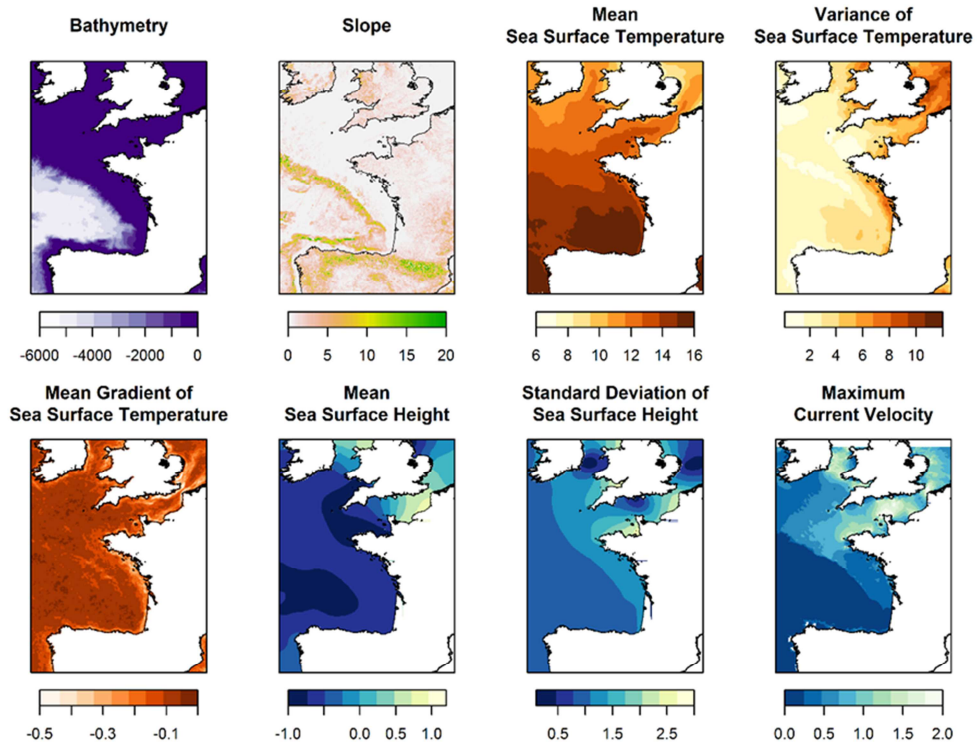 Bathymetry
Slope
Mean
Sea Surface Temperature
Variance of
Sea Surface Temperature
-6000 -4000 -2000 0
0 5 10 15 20
6 8 10 12 14 16
2 4 6 8 10
Mean Gradient of
Sea Surface Temperature
Mean
Sea Surface Height
Standard Deviation of
Sea Surface Height
Maximum
Current Velocity
-0.5 -0.3 -0.1
-1.0 0.0 0.5 1.0
0.5 1.5 2.5
0.0 0.5 1.0 1.5 2.0